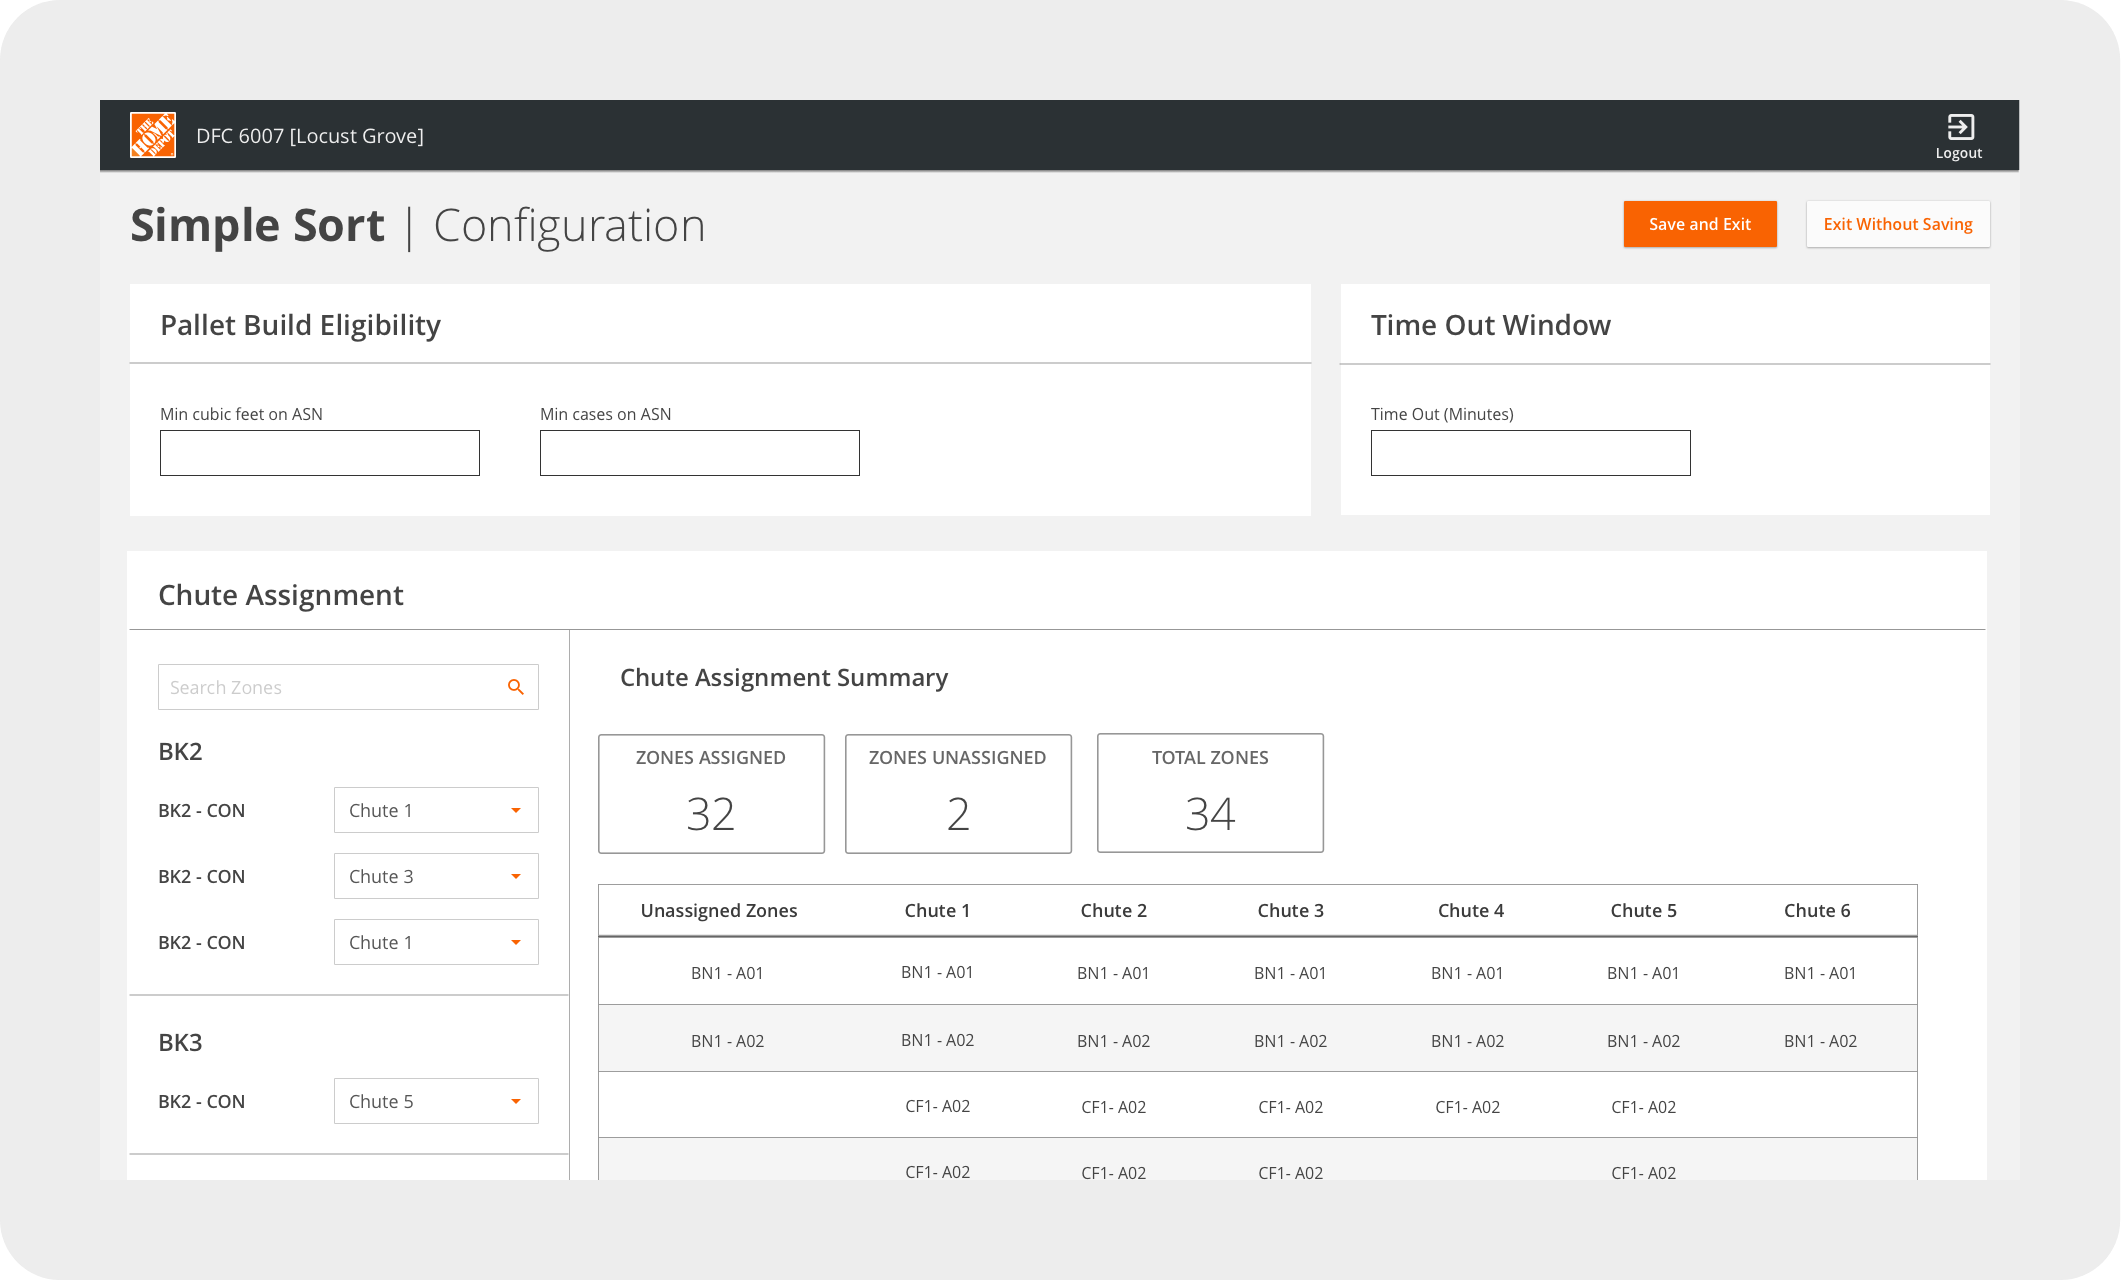 THE HOME DEPOT
DFC 6007 [Locust Grove]
Logout
Simple Sort | Configuration
Save and Exit
Exit Without Saving
Pallet Build Eligibility
Time Out Window
Min cubic feet on ASN
Min cases on ASN
Time Out (Minutes)
Chute Assignment
Search Zones
BK2
BK2 - CON Chute 1
BK2 - CON Chute 3
BK2 - CON Chute 1
BK3
BK2 - CON Chute 5
Chute Assignment Summary
ZONES ASSIGNED
32
ZONES UNASSIGNED
2
TOTAL ZONES
34
Unassigned Zones Chute 1 Chute 2 Chute 3 Chute 4 Chute 5 Chute 6
BN1 - A01 BN1 - A01 BN1 - A01 BN1 - A01 BN1 - A01 BN1 - A01 BN1 - A01
BN1 - A02 BN1 - A02 BN1 - A02 BN1 - A02 BN1 - A02 BN1 - A02 BN1 - A02
CF1- A02 CF1- A02 CF1- A02 CF1- A02 CF1- A02
CF1- A02 CF1- A02 CF1- A02 CF1- A02